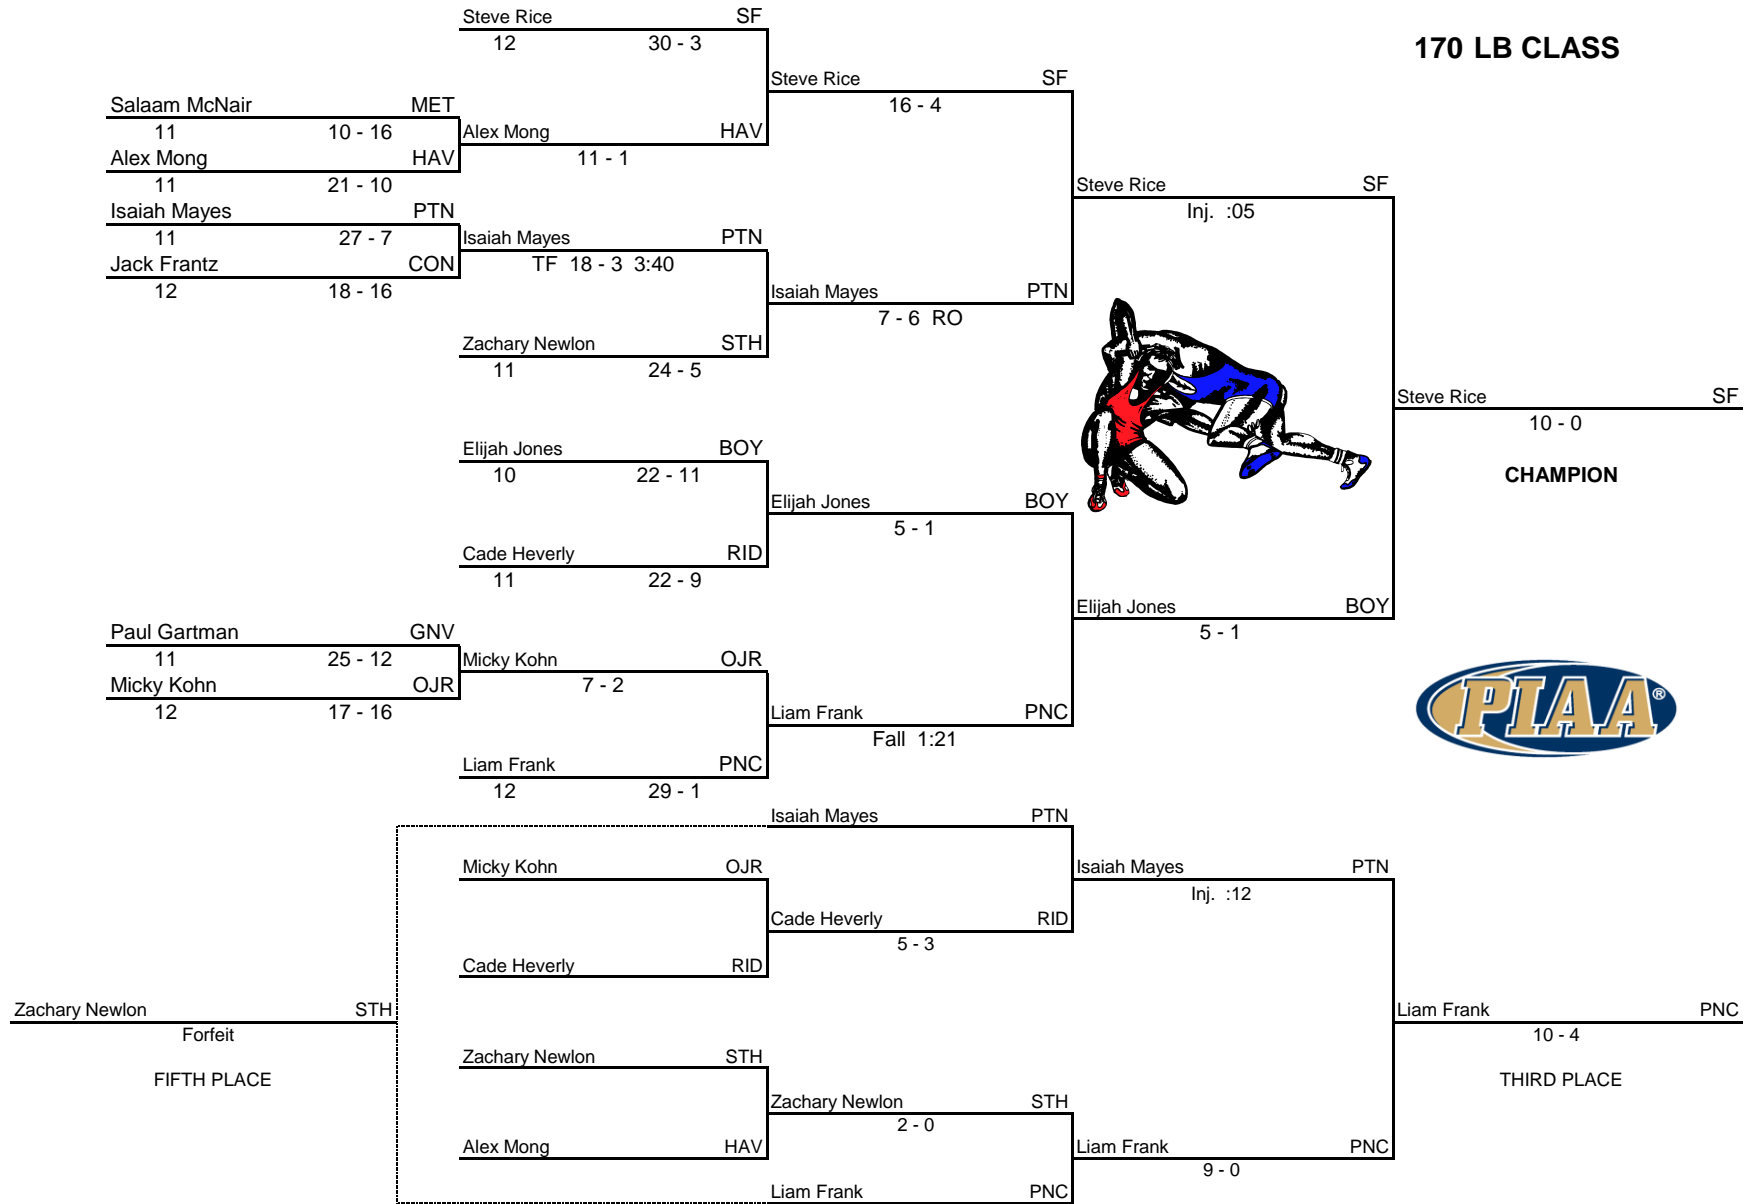 Steve Rice SF
12 30 - 3
170 LB CLASS
Steve Rice SF
16 - 4
Salaam McNair MET
11 10 - 16
Alex Mong HAV
11 - 1
Alex Mong HAV
11 21 - 10
Steve Rice SF
Inj. :05
Isaiah Mayes PTN
11 27 - 7
Isaiah Mayes PTN
TF 18 - 3 3:40
Jack Frantz CON
12 18 - 16
Isaiah Mayes PTN
7 - 6 RO
Zachary Newlon STH
11 24 - 5
Steve Rice SF
10 - 0
CHAMPION
Elijah Jones BOY
10 22 - 11
Elijah Jones BOY
5 - 1
Cade Heverly RID
11 22 - 9
Elijah Jones BOY
5 - 1
Paul Gartman GNV
11 25 - 12
Micky Kohn OJR
7 - 2
Micky Kohn OJR
12 17 - 16
Liam Frank PNC
Fall 1:21
PIAA®
Liam Frank PNC
12 29 - 1
Isaiah Mayes PTN
Micky Kohn OJR
Isaiah Mayes PTN
Inj. :12
Cade Heverly RID
5 - 3
Cade Heverly RID
Zachary Newlon STH
Forfeit
FIFTH PLACE
Liam Frank PNC
10 - 4
THIRD PLACE
Zachary Newlon STH
Zachary Newlon STH
2 - 0
Alex Mong HAV
Liam Frank PNC
9 - 0
Liam Frank PNC